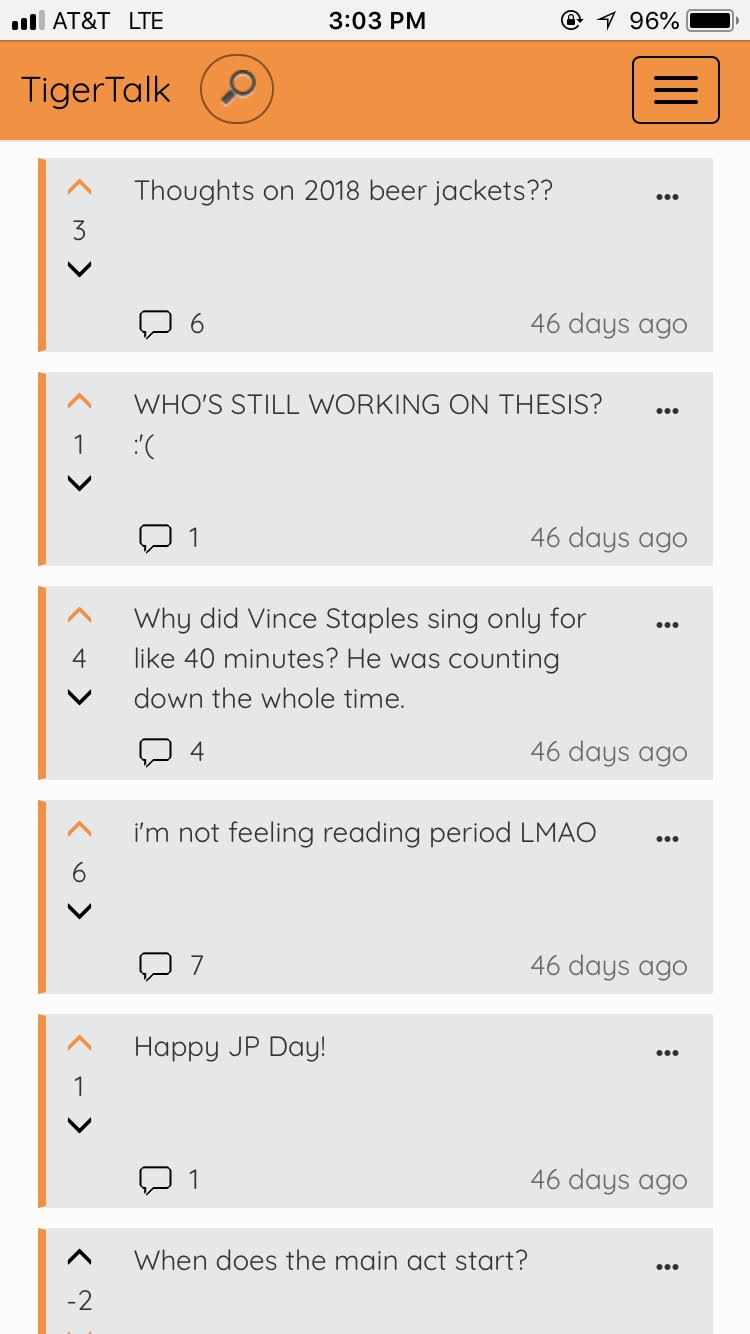 AT&T LTE 3:03 PM 96%
TigerTalk
Thoughts on 2018 beer jackets??
3
6 46 days ago
WHO'S STILL WORKING ON THESIS?
1 :'(
1 46 days ago
Why did Vince Staples sing only for
4 like 40 minutes? He was counting
down the whole time.
4 46 days ago
i'm not feeling reading period LMAO
6
7 46 days ago
Happy JP Day!
1
1 46 days ago
When does the main act start?
-2